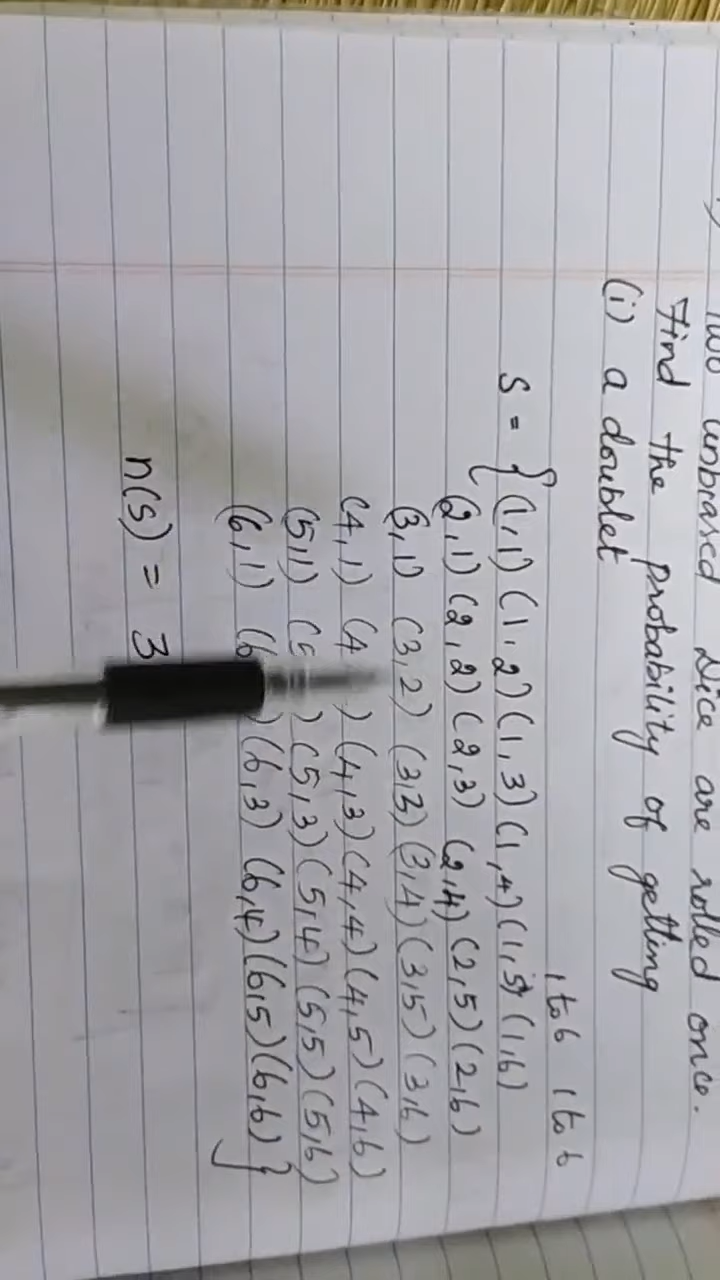 unbiased Dice are rolled once.
Find the probability of getting
(i) a doublet
1 to 6 1 to 6
S = {(1,1) (1,2) (1,3) (1,4) (1,5) (1,6)
(2,1) (2,2) (2,3) (2,4) (2,5) (2,6)
(3,1) (3,2) (3,3) (3,4) (3,5) (3,6)
(4,1) (4 ) (4,3) (4,4) (4,5) (4,6)
(5,1) (5 ) (5,3) (5,4) (5,5) (5,6)
(6,1) (6 ) (6,3) (6,4) (6,5) (6,6)}
n(S) = 3